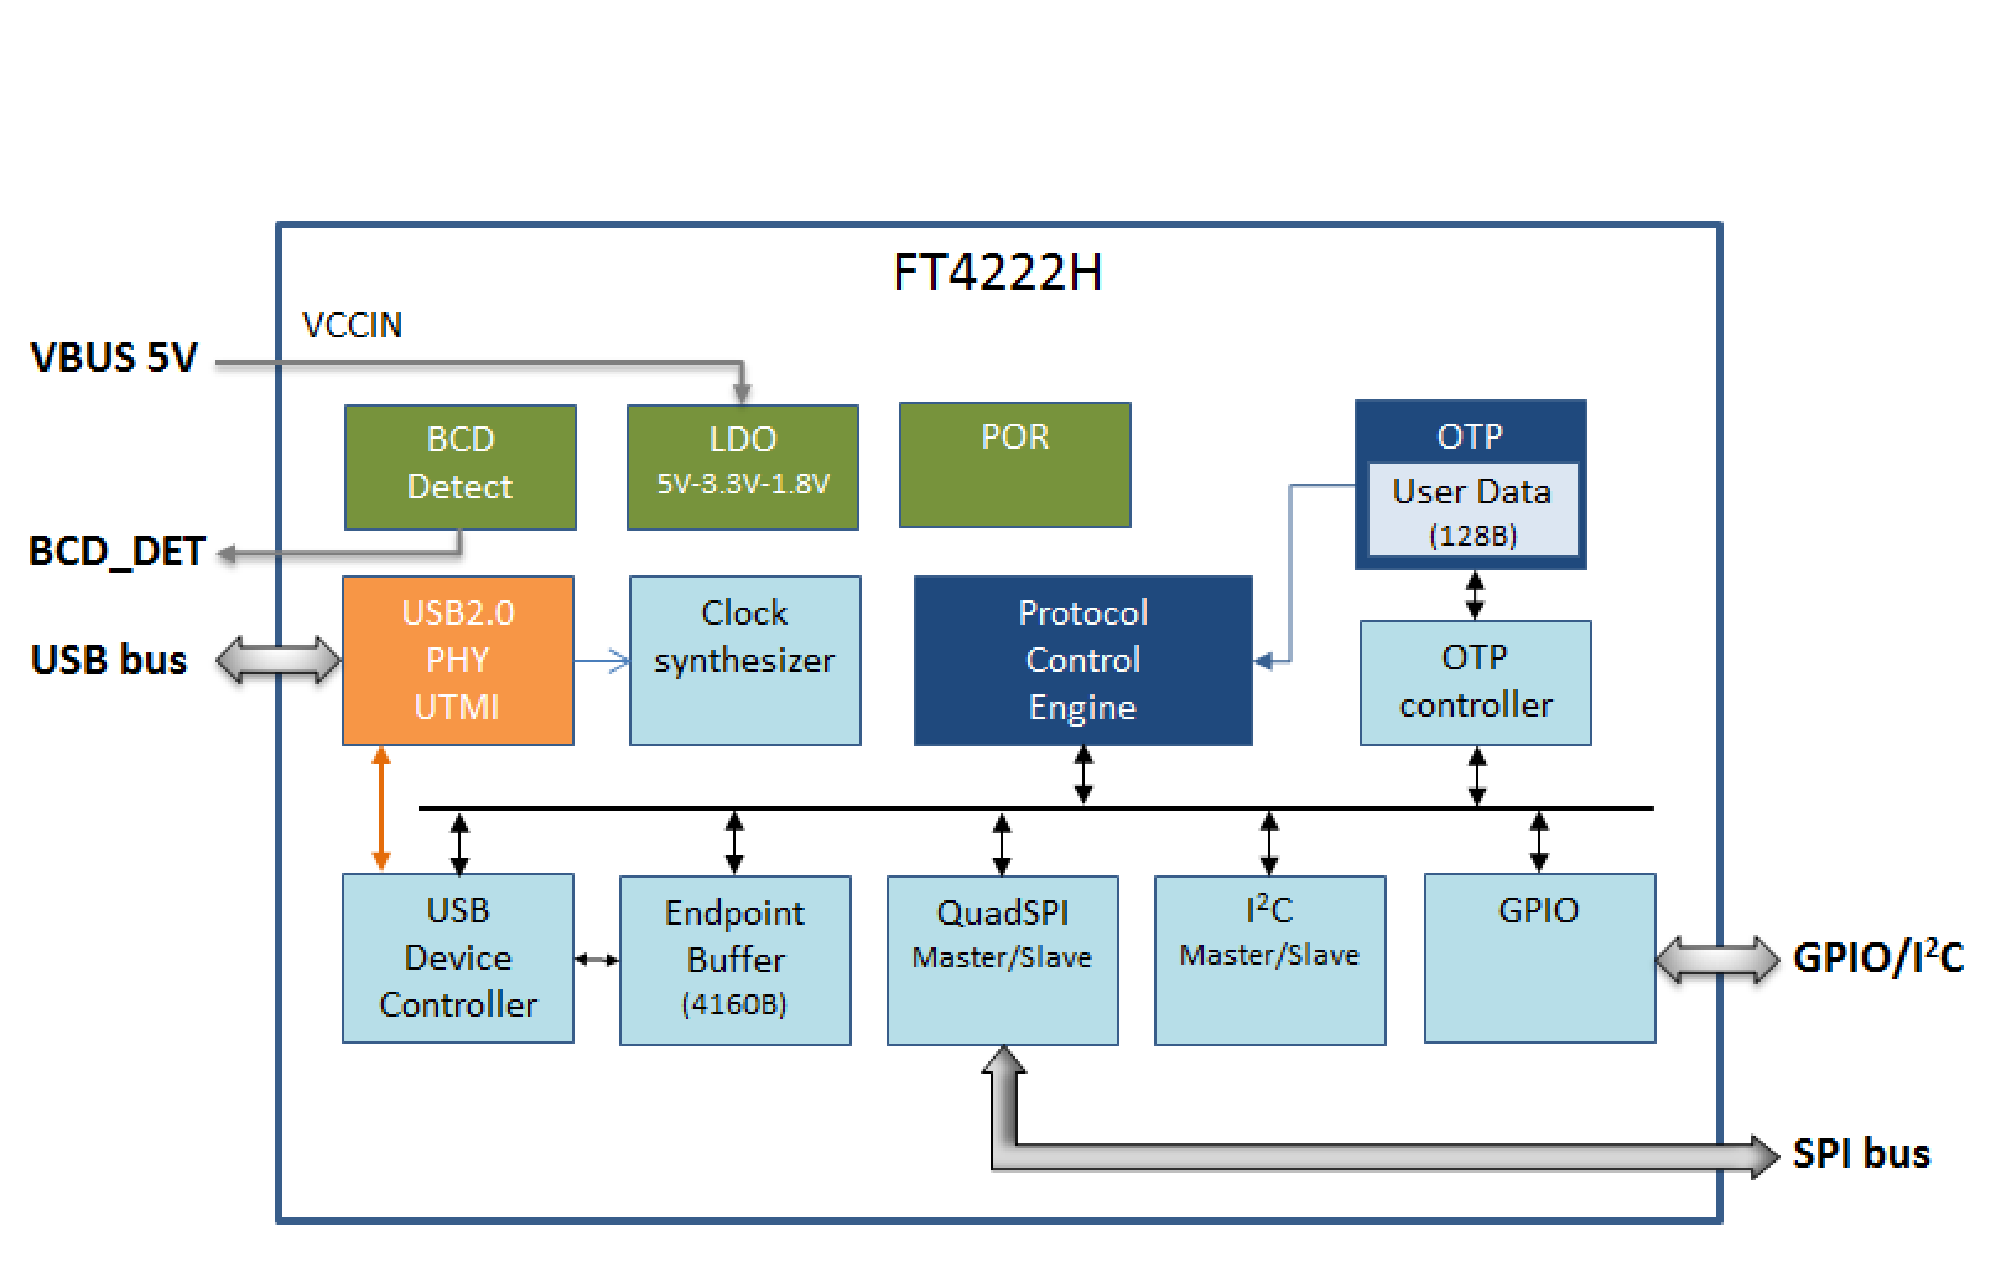 FT4222H
VCCIN
VBUS 5V
BCD
Detect
LDO
5V-3.3V-1.8V
POR
OTP
User Data
(128B)
BCD_DET
USB bus
USB2.0
PHY
UTMI
Clock
synthesizer
Protocol
Control
Engine
OTP
controller
USB
Device
Controller
Endpoint
Buffer
(4160B)
QuadSPI
Master/Slave
I²C
Master/Slave
GPIO
GPIO/I²C
SPI bus